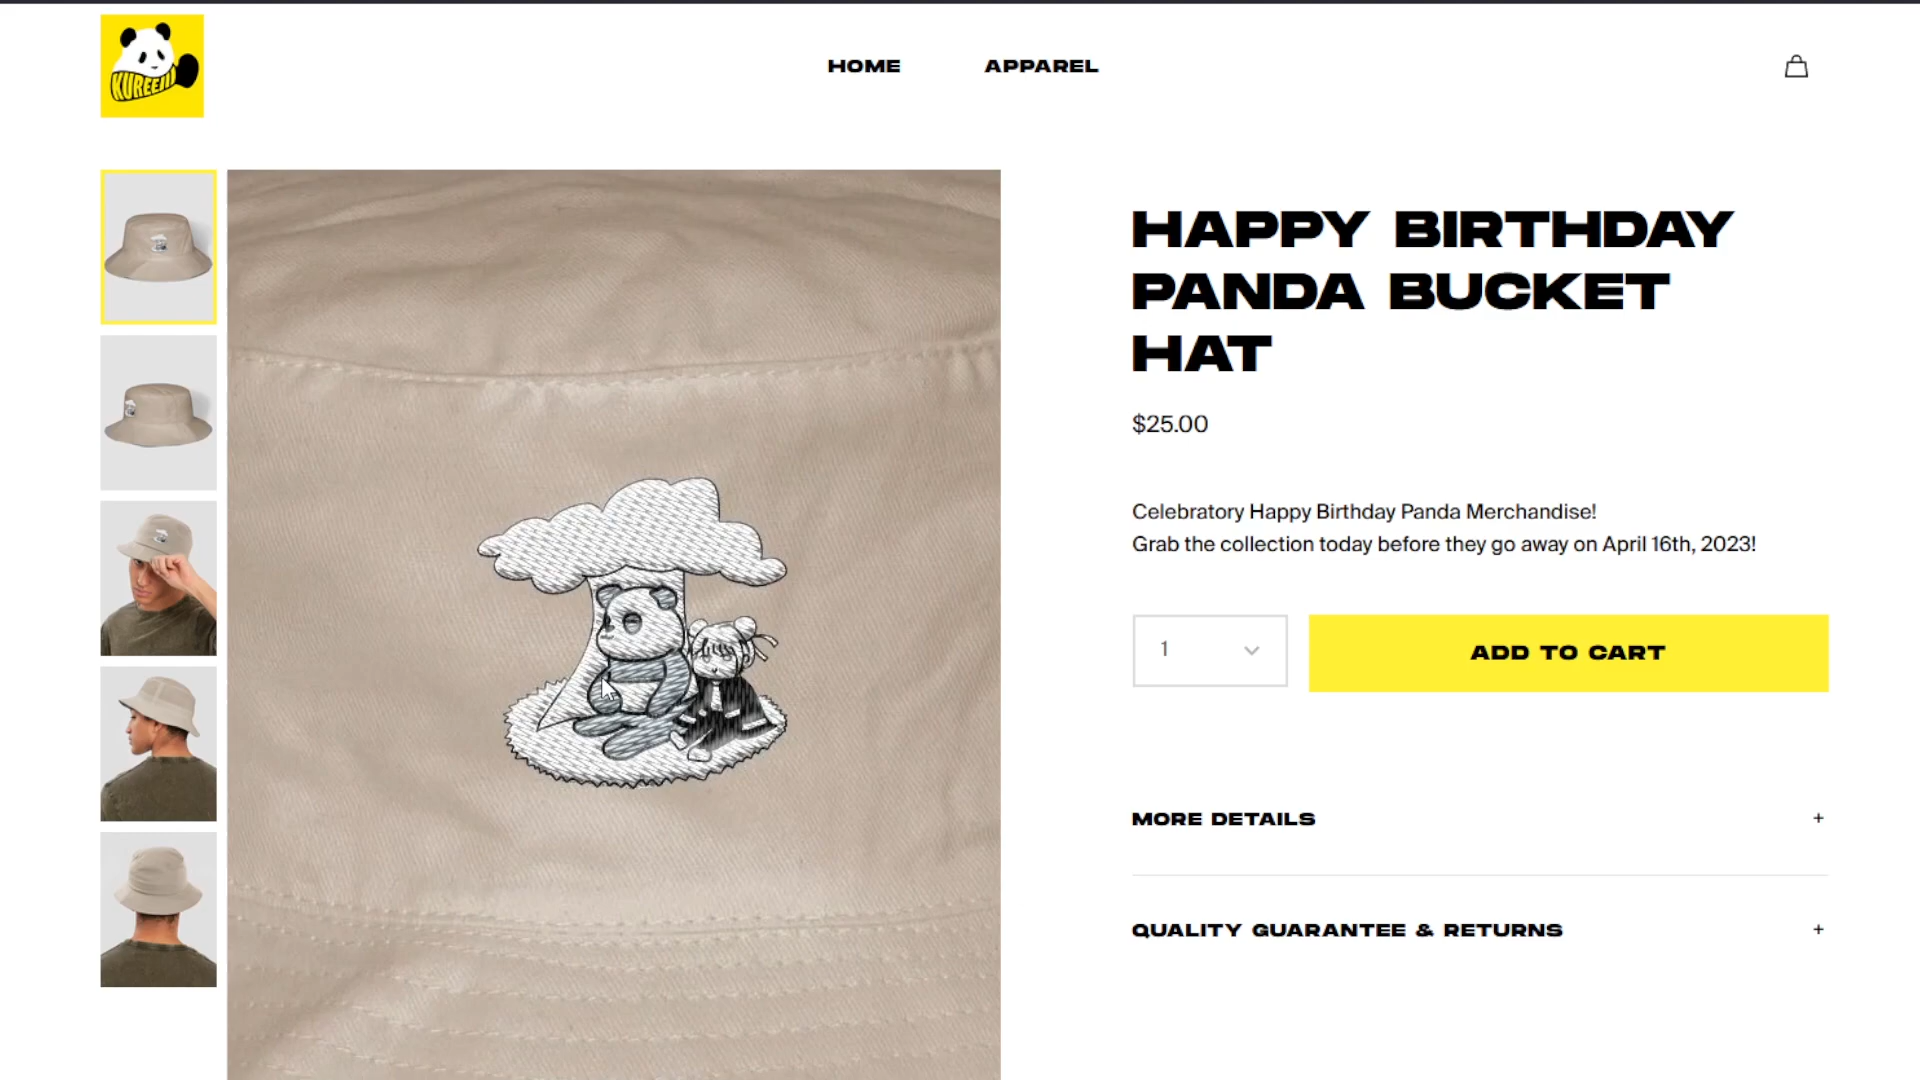 KUREEJI
HOME
APPAREL
HAPPY BIRTHDAY
PANDA BUCKET
HAT
$25.00
Celebratory Happy Birthday Panda Merchandise!
Grab the collection today before they go away on April 16th, 2023!
1
ADD TO CART
MORE DETAILS
+
QUALITY GUARANTEE & RETURNS
+